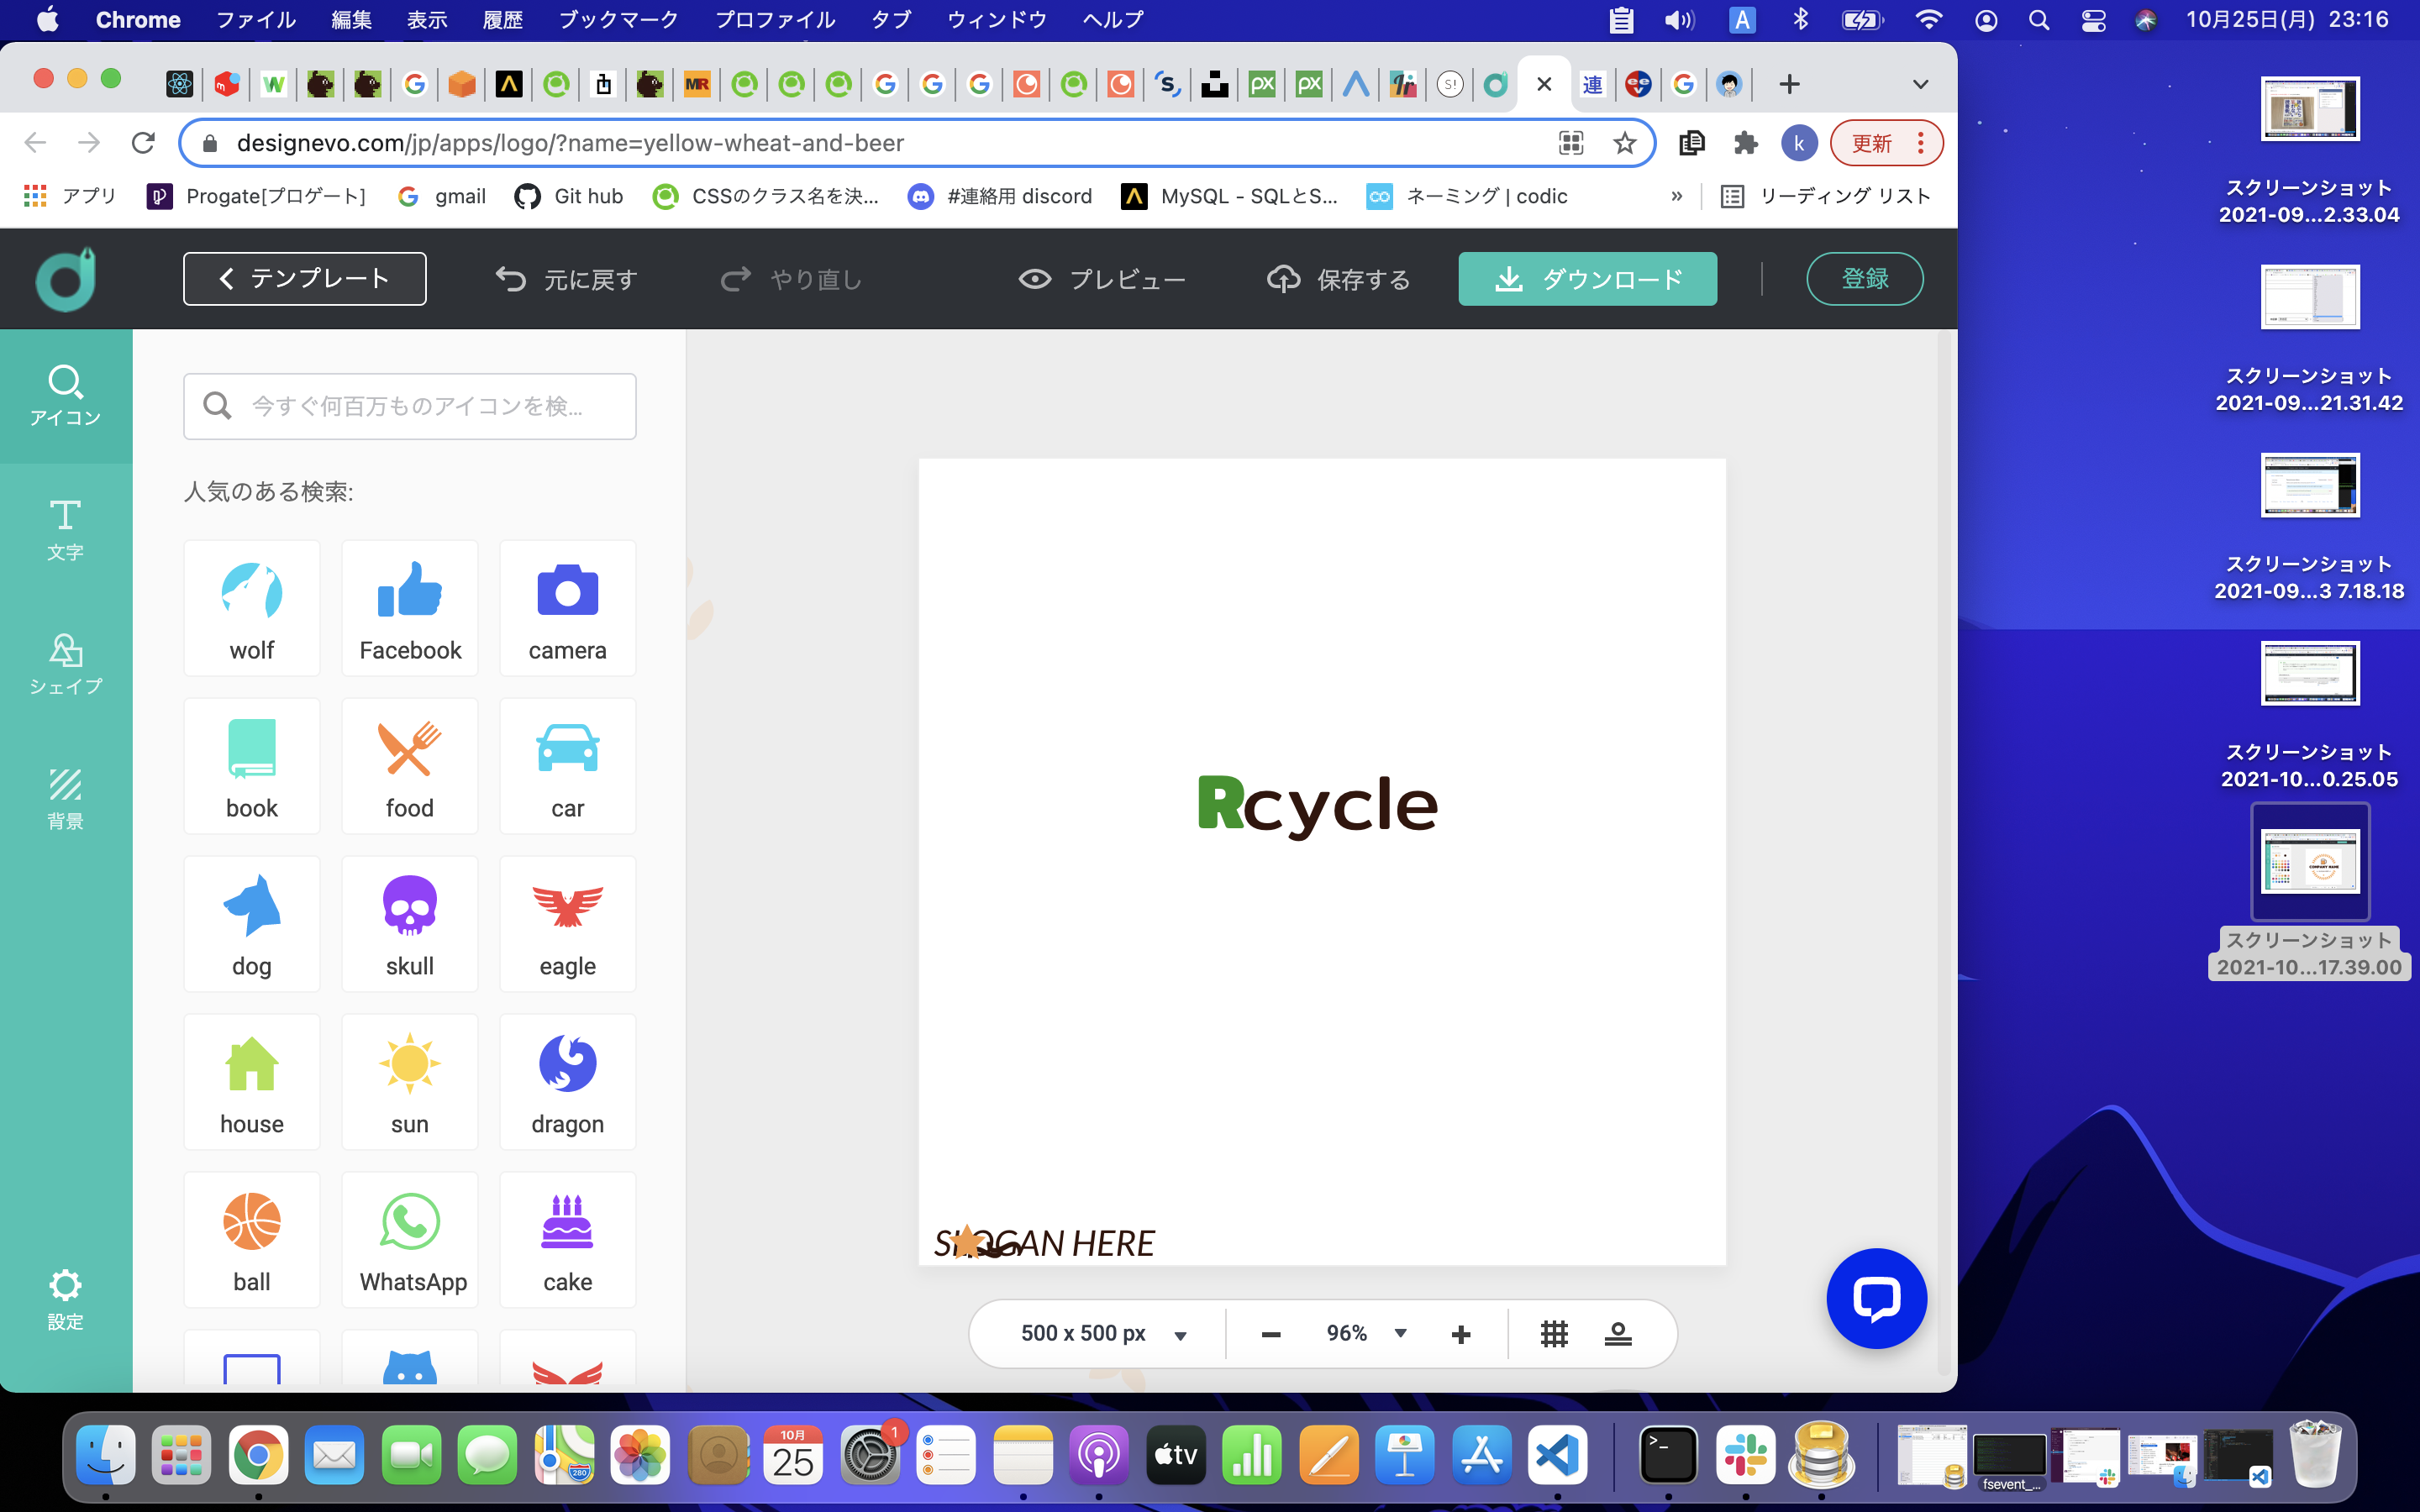 Chrome ファイル 編集 表示 履歴 ブックマーク プロファイル タブ ウィンドウ ヘルプ A 10月25日(月) 23:16
W MR px px S! 連
designevo.com/jp/apps/logo/?name=yellow-wheat-and-beer k 更新
アプリ Progate[プロゲート] gmail Git hub CSSのクラス名を決... #連絡用 discord MySQL - SQLとS... ネーミング | codic » リーディング リスト
テンプレート 元に戻す やり直し プレビュー 保存する ダウンロード 登録
アイコン
文字
シェイプ
背景
設定
今すぐ何百万ものアイコンを検...
人気のある検索:
wolf Facebook camera
book food car
dog skull eagle
house sun dragon
ball WhatsApp cake
Rcycle
SLOGAN HERE
500 x 500 px 96%
スクリーンショット
2021-09...2.33.04
スクリーンショット
2021-09...21.31.42
スクリーンショット
2021-09...3 7.18.18
スクリーンショット
2021-10...0.25.05
スクリーンショット
2021-10...17.39.00
10月
25
1
280
tv
>_
fsevent_...